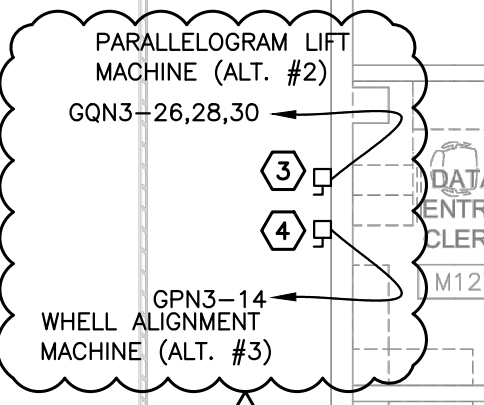 PARALLELOGRAM LIFT
MACHINE (ALT. #2)
GQN3-26,28,30
3
4
GPN3-14
WHELL ALIGNMENT
MACHINE (ALT. #3)
DATA
ENTR
CLER
M127